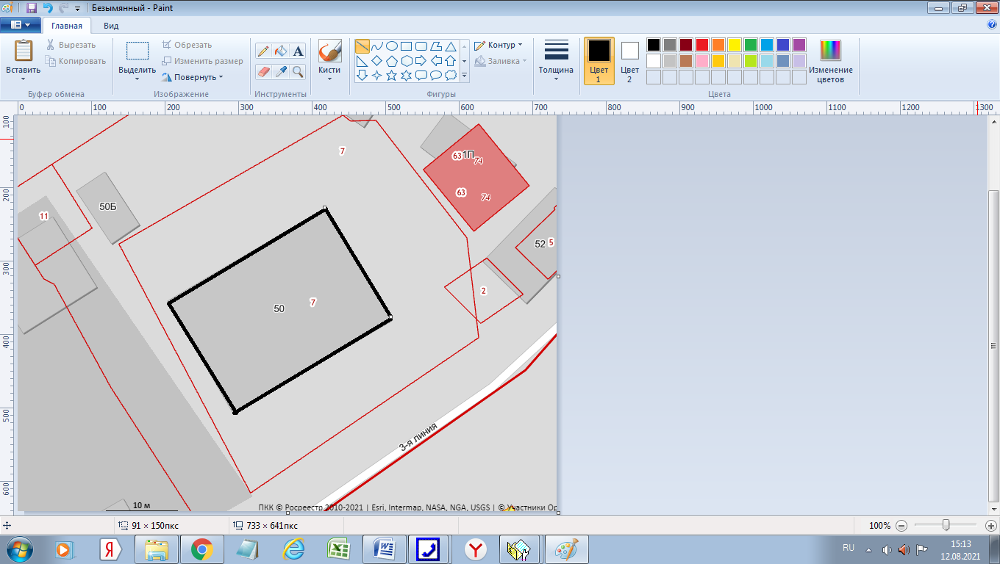 Безымянный - Paint
Главная Вид
Вставить
Вырезать
Копировать
Буфер обмена
Выделить
Обрезать
Изменить размер
Повернуть
Изображение
A
Инструменты
Кисти
Контур
Заливка
Фигуры
Толщина
Цвет
1
Цвет
2
Изменение
цветов
Цвета
0 100 200 300 400 500 600 700 800 900 1000 1100 1200 1300
100
200
300
400
500
600
7
63 1П 74
63 74
50Б
11
52 5
2
50 7
3-я линия
10 м
ПКК © Росреестр 2010-2021 | Esri, Intermap, NASA, NGA, USGS | © Участники Ор
91 × 150пкс
733 × 641пкс
100%
Я
W
Y
RU
15:13
12.08.2021